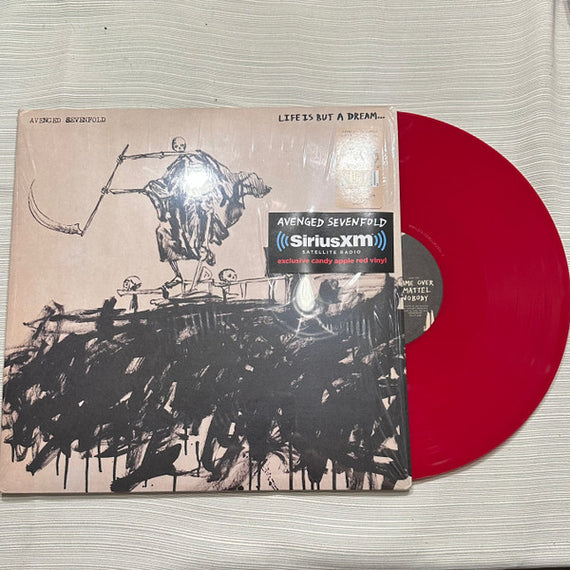 AVENGED SEVENFOLD
LIFE IS BUT A DREAM...
AVENGED SEVENFOLD
((SiriusXM))
SATELLITE RADIO
exclusive candy apple red vinyl
ME OVER
MATTEL
NOBODY